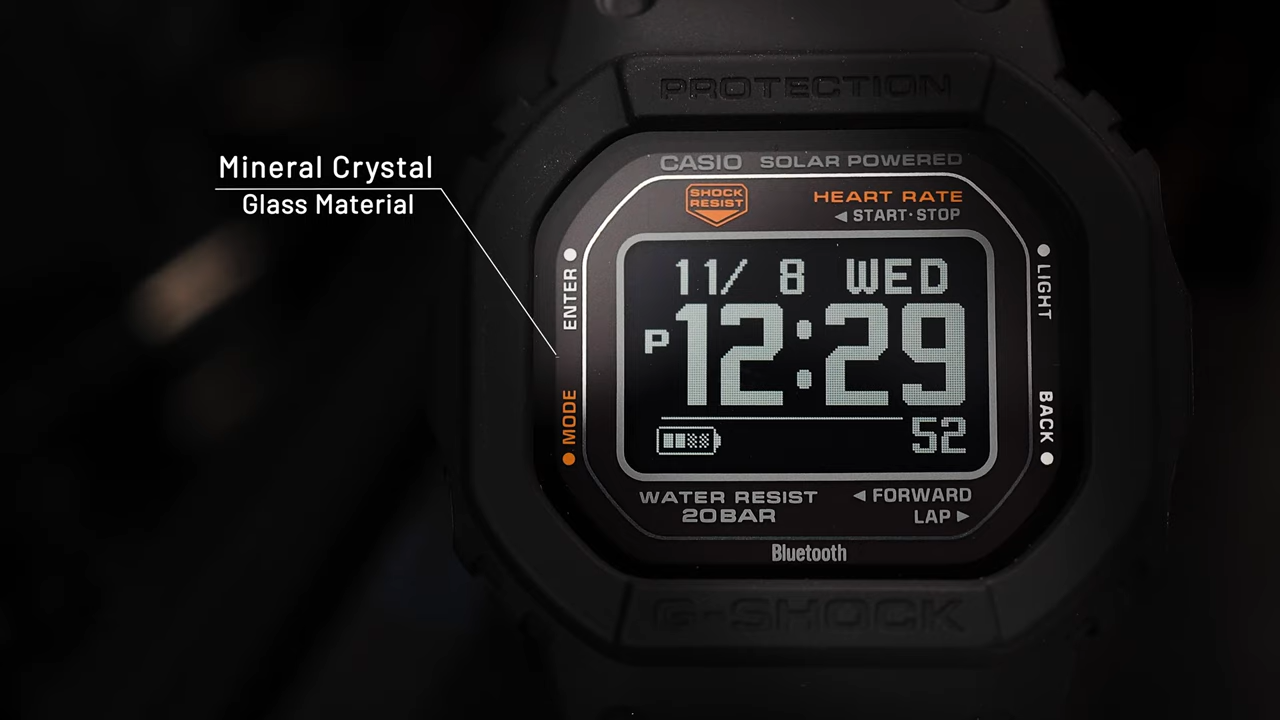 PROTECTION
Mineral Crystal
Glass Material
CASIO SOLAR POWERED
SHOCK
RESIST
HEART RATE
◀ START·STOP
ENTER
LIGHT
11/ 8 WED
P 12:29
52
MODE
BACK
WATER RESIST
20BAR
◀ FORWARD
LAP ▶
Bluetooth
G-SHOCK